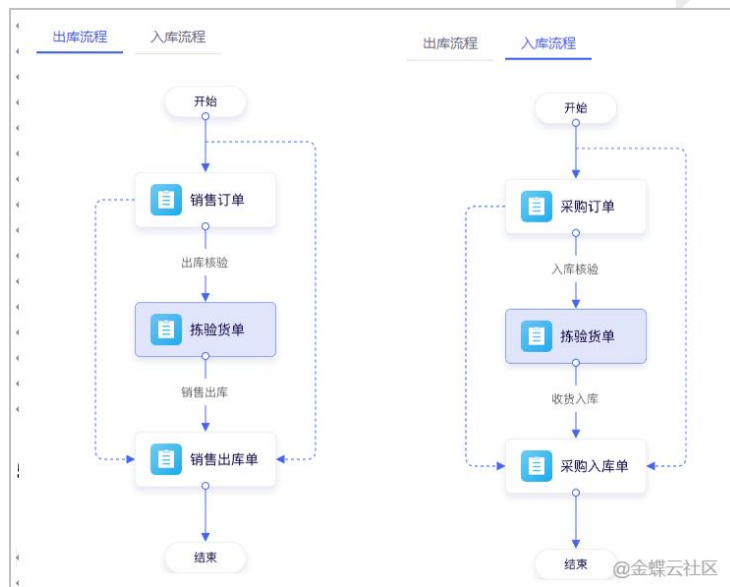 出库流程
入库流程
开始
销售订单
出库核验
拣验货单
销售出库
销售出库单
结束
出库流程
入库流程
开始
采购订单
入库核验
拣验货单
收货入库
采购入库单
结束
@金蝶云社区